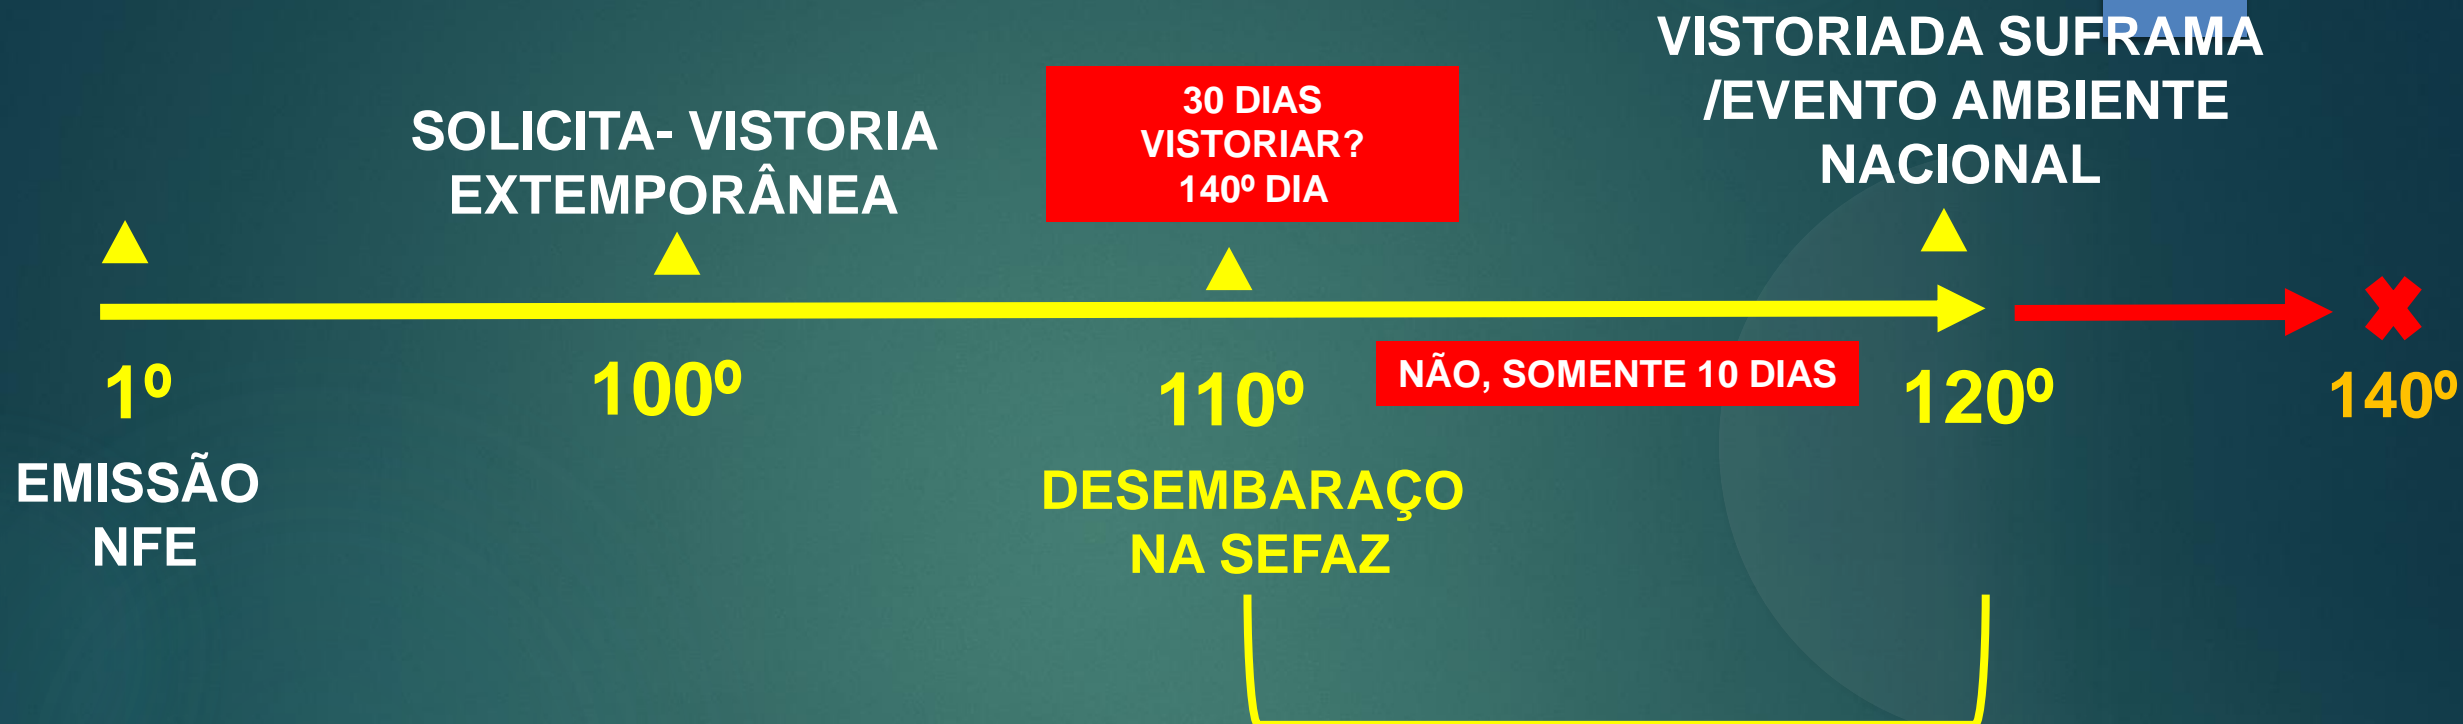 VISTORIADA SUFRAMA
/EVENTO AMBIENTE
NACIONAL
30 DIAS
VISTORIAR?
140º DIA
SOLICITA- VISTORIA
EXTEMPORÂNEA
1º
100º
110º
NÃO, SOMENTE 10 DIAS
120º
140º
EMISSÃO
NFE
DESEMBARAÇO
NA SEFAZ